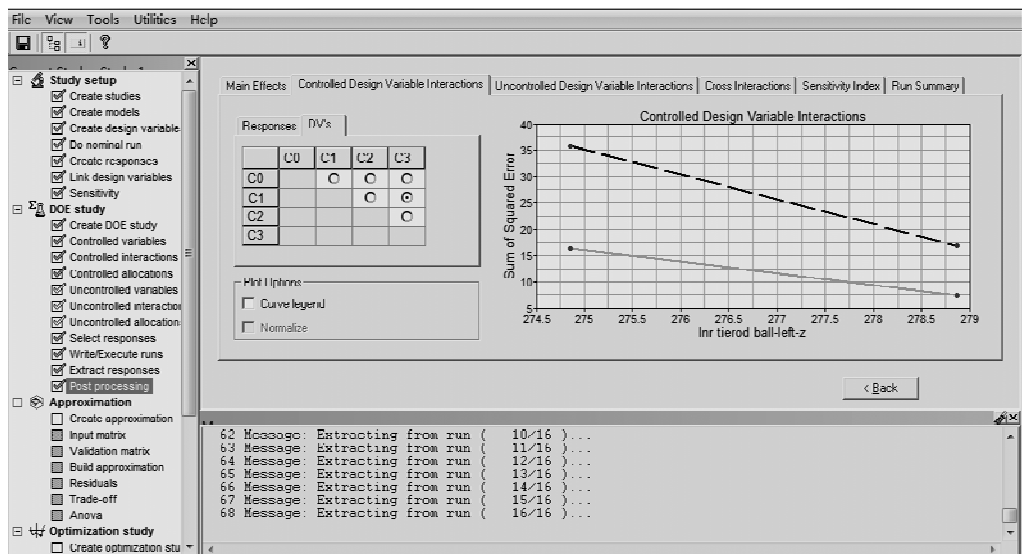 File View Tools Utilities Help
Study setup
Create studies
Create models
Create design variable
Do nominal run
Create responses
Link design variables
Sensitivity
DOE study
Create DOE study
Controlled variables
Controlled interactions
Controlled allocations
Uncontrolled variables
Uncontrolled interaction
Uncontrolled allocation
Select responses
Write/Execute runs
Extract responses
Post processing
Approximation
Create approximation
Input matrix
Validation matrix
Build approximation
Residuals
Trade-off
Anova
Optimization study
Create optimization stu
Main Effects Controlled Design Variable Interactions Uncontrolled Design Variable Interactions Cross Interactions Sensitivity Index Run Summary
Responses DV's
C0 C1 C2 C3
C0
C1
C2
C3
Plot Options
Curve legend
Normalize
Controlled Design Variable Interactions
Sum of Squared Error
40
35
30
25
20
15
10
5
274.5 275 275.5 276 276.5 277 277.5 278 278.5 279
lnr tierod ball-left-z
< Back
62 Message: Extracting from run ( 10/16 )...
63 Message: Extracting from run ( 11/16 )...
64 Message: Extracting from run ( 12/16 )...
65 Message: Extracting from run ( 13/16 )...
66 Message: Extracting from run ( 14/16 )...
67 Message: Extracting from run ( 15/16 )...
68 Message: Extracting from run ( 16/16 )...